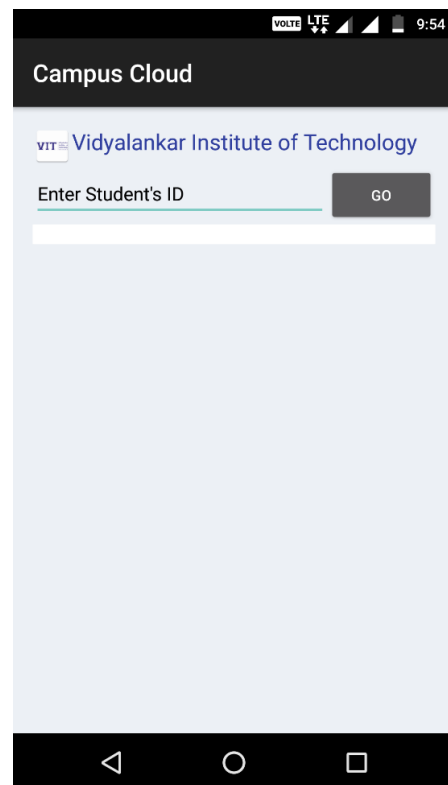 VOLTE LTE 9:54
Campus Cloud
VIT Vidyalankar Institute of Technology
Enter Student's ID GO